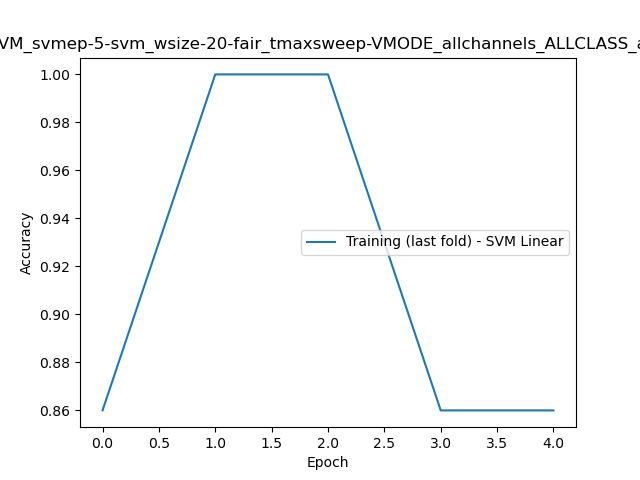 VM_svmep-5-svm_wsize-20-fair_tmaxsweep-VMODE_allchannels_ALLCLASS_a
1.00
0.98
0.96
0.94
0.92
0.90
0.88
0.86
Accuracy
Training (last fold) - SVM Linear
0.0 0.5 1.0 1.5 2.0 2.5 3.0 3.5 4.0
Epoch